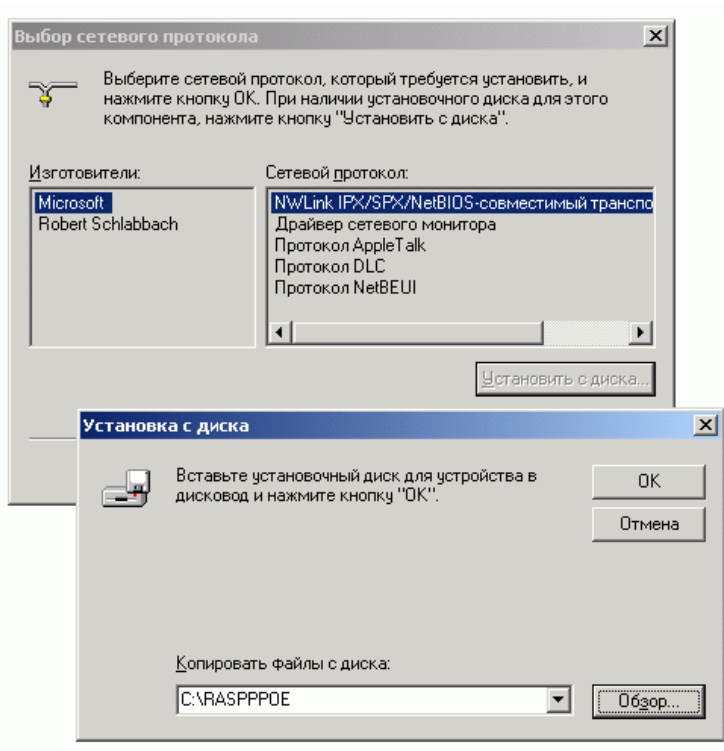 Выбор сетевого протокола
Выберите сетевой протокол, который требуется установить, и
нажмите кнопку ОК. При наличии установочного диска для этого
компонента, нажмите кнопку "Установить с диска".
Изготовители:
Microsoft
Robert Schlabbach
Сетевой протокол:
NWLink IPX/SPX/NetBIOS-совместимый транспо
Драйвер сетевого монитора
Протокол AppleTalk
Протокол DLC
Протокол NetBEUI
Установить с диска...
Установка с диска
Вставьте установочный диск для устройства в
дисковод и нажмите кнопку "ОК".
ОК
Отмена
Копировать файлы с диска:
C:\RASPPPOE
Обзор...